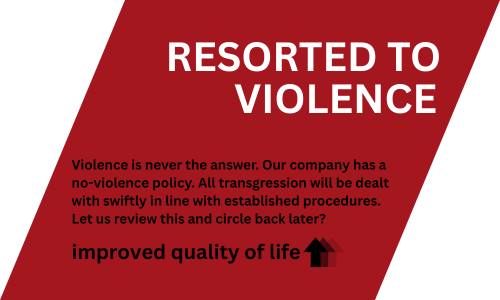 RESORTED TO
VIOLENCE
Violence is never the answer. Our company has a
no-violence policy. All transgression will be dealt
with swiftly in line with established procedures.
Let us review this and circle back later?
improved quality of life